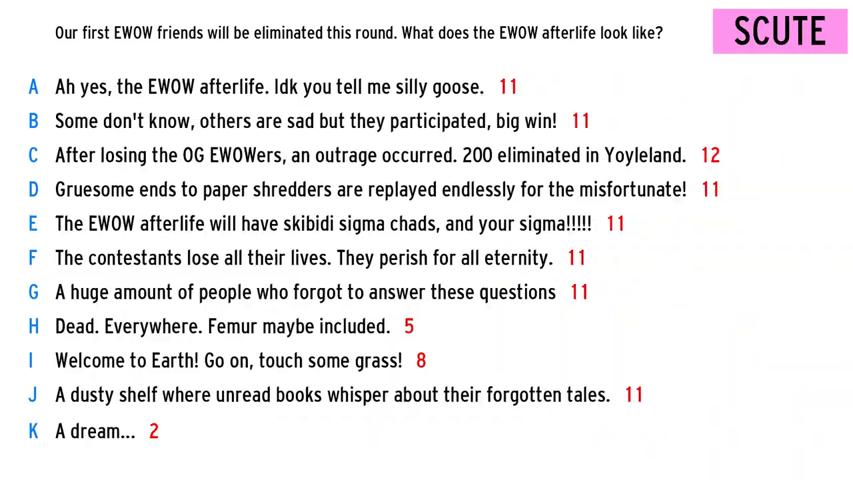 Our first EWOW friends will be eliminated this round. What does the EWOW afterlife look like?
SCUTE
A Ah yes, the EWOW afterlife. Idk you tell me silly goose. 11
B Some don't know, others are sad but they participated, big win! 11
C After losing the OG EWOWers, an outrage occurred. 200 eliminated in Yoyleland. 12
D Gruesome ends to paper shredders are replayed endlessly for the misfortunate! 11
E The EWOW afterlife will have skibidi sigma chads, and your sigma!!!!! 11
F The contestants lose all their lives. They perish for all eternity. 11
G A huge amount of people who forgot to answer these questions 11
H Dead. Everywhere. Femur maybe included. 5
I Welcome to Earth! Go on, touch some grass! 8
J A dusty shelf where unread books whisper about their forgotten tales. 11
K A dream... 2